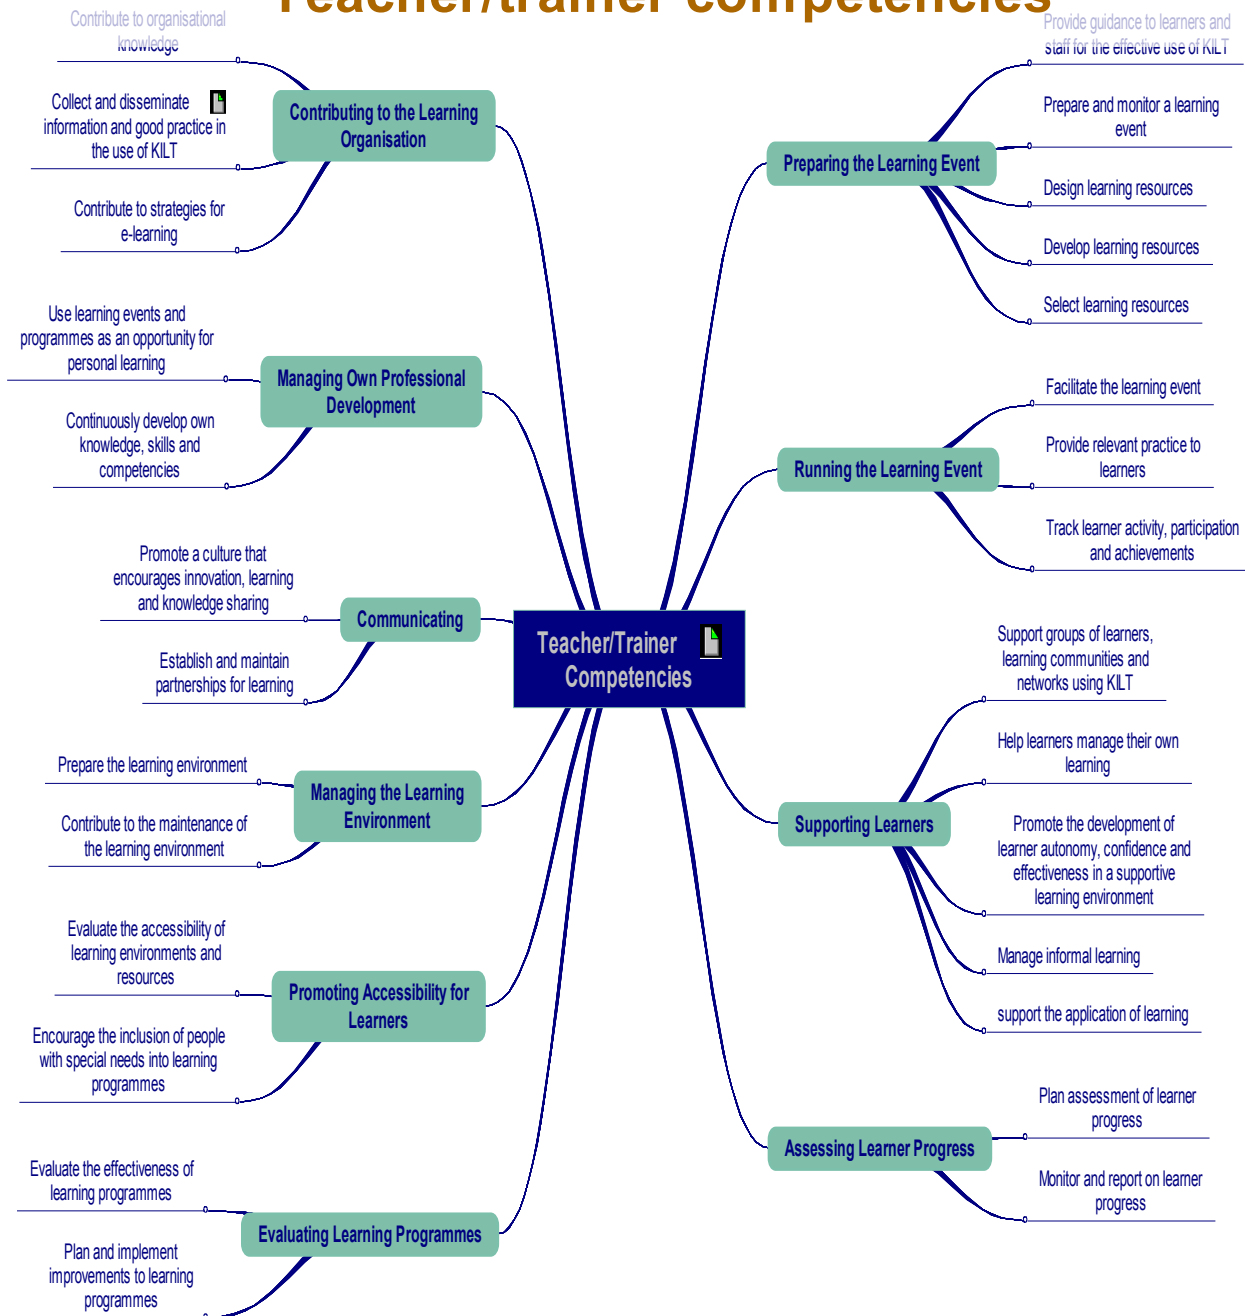 Teacher/trainer competencies
Contribute to organisational
knowledge
Collect and disseminate
information and good practice in
the use of KILT
Contribute to strategies for
e-learning
Contributing to the Learning
Organisation
Use learning events and
programmes as an opportunity for
personal learning
Continuously develop own
knowledge, skills and
competencies
Managing Own Professional
Development
Promote a culture that
encourages innovation, learning
and knowledge sharing
Establish and maintain
partnerships for learning
Communicating
Prepare the learning environment
Contribute to the maintenance of
the learning environment
Managing the Learning
Environment
Evaluate the accessibility of
learning environments and
resources
Encourage the inclusion of people
with special needs into learning
programmes
Promoting Accessibility for
Learners
Evaluate the effectiveness of
learning programmes
Plan and implement
improvements to learning
programmes
Evaluating Learning Programmes
Teacher/Trainer
Competencies
Preparing the Learning Event
Provide guidance to learners and
staff for the effective use of KILT
Prepare and monitor a learning
event
Design learning resources
Develop learning resources
Select learning resources
Running the Learning Event
Facilitate the learning event
Provide relevant practice to
learners
Track learner activity, participation
and achievements
Supporting Learners
Support groups of learners,
learning communities and
networks using KILT
Help learners manage their own
learning
Promote the development of
learner autonomy, confidence and
effectiveness in a supportive
learning environment
Manage informal learning
support the application of learning
Assessing Learner Progress
Plan assessment of learner
progress
Monitor and report on learner
progress